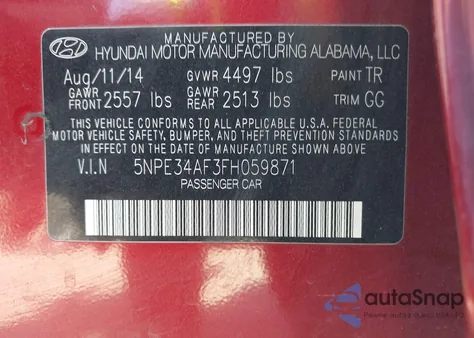 MANUFACTURED BY
HYUNDAI MOTOR MANUFACTURING ALABAMA, LLC
Aug/11/14 GVWR 4497 lbs PAINT TR
GAWR FRONT 2557 lbs GAWR REAR 2513 lbs TRIM GG
THIS VEHICLE CONFORMS TO ALL APPLICABLE U.S.A. FEDERAL
MOTOR VEHICLE SAFETY, BUMPER, AND THEFT PREVENTION STANDARDS
IN EFFECT ON THE DATE OF MANUFACTURE SHOWN ABOVE.
V.I.N 5NPE34AF3FH059871
PASSENGER CAR
autoSnap